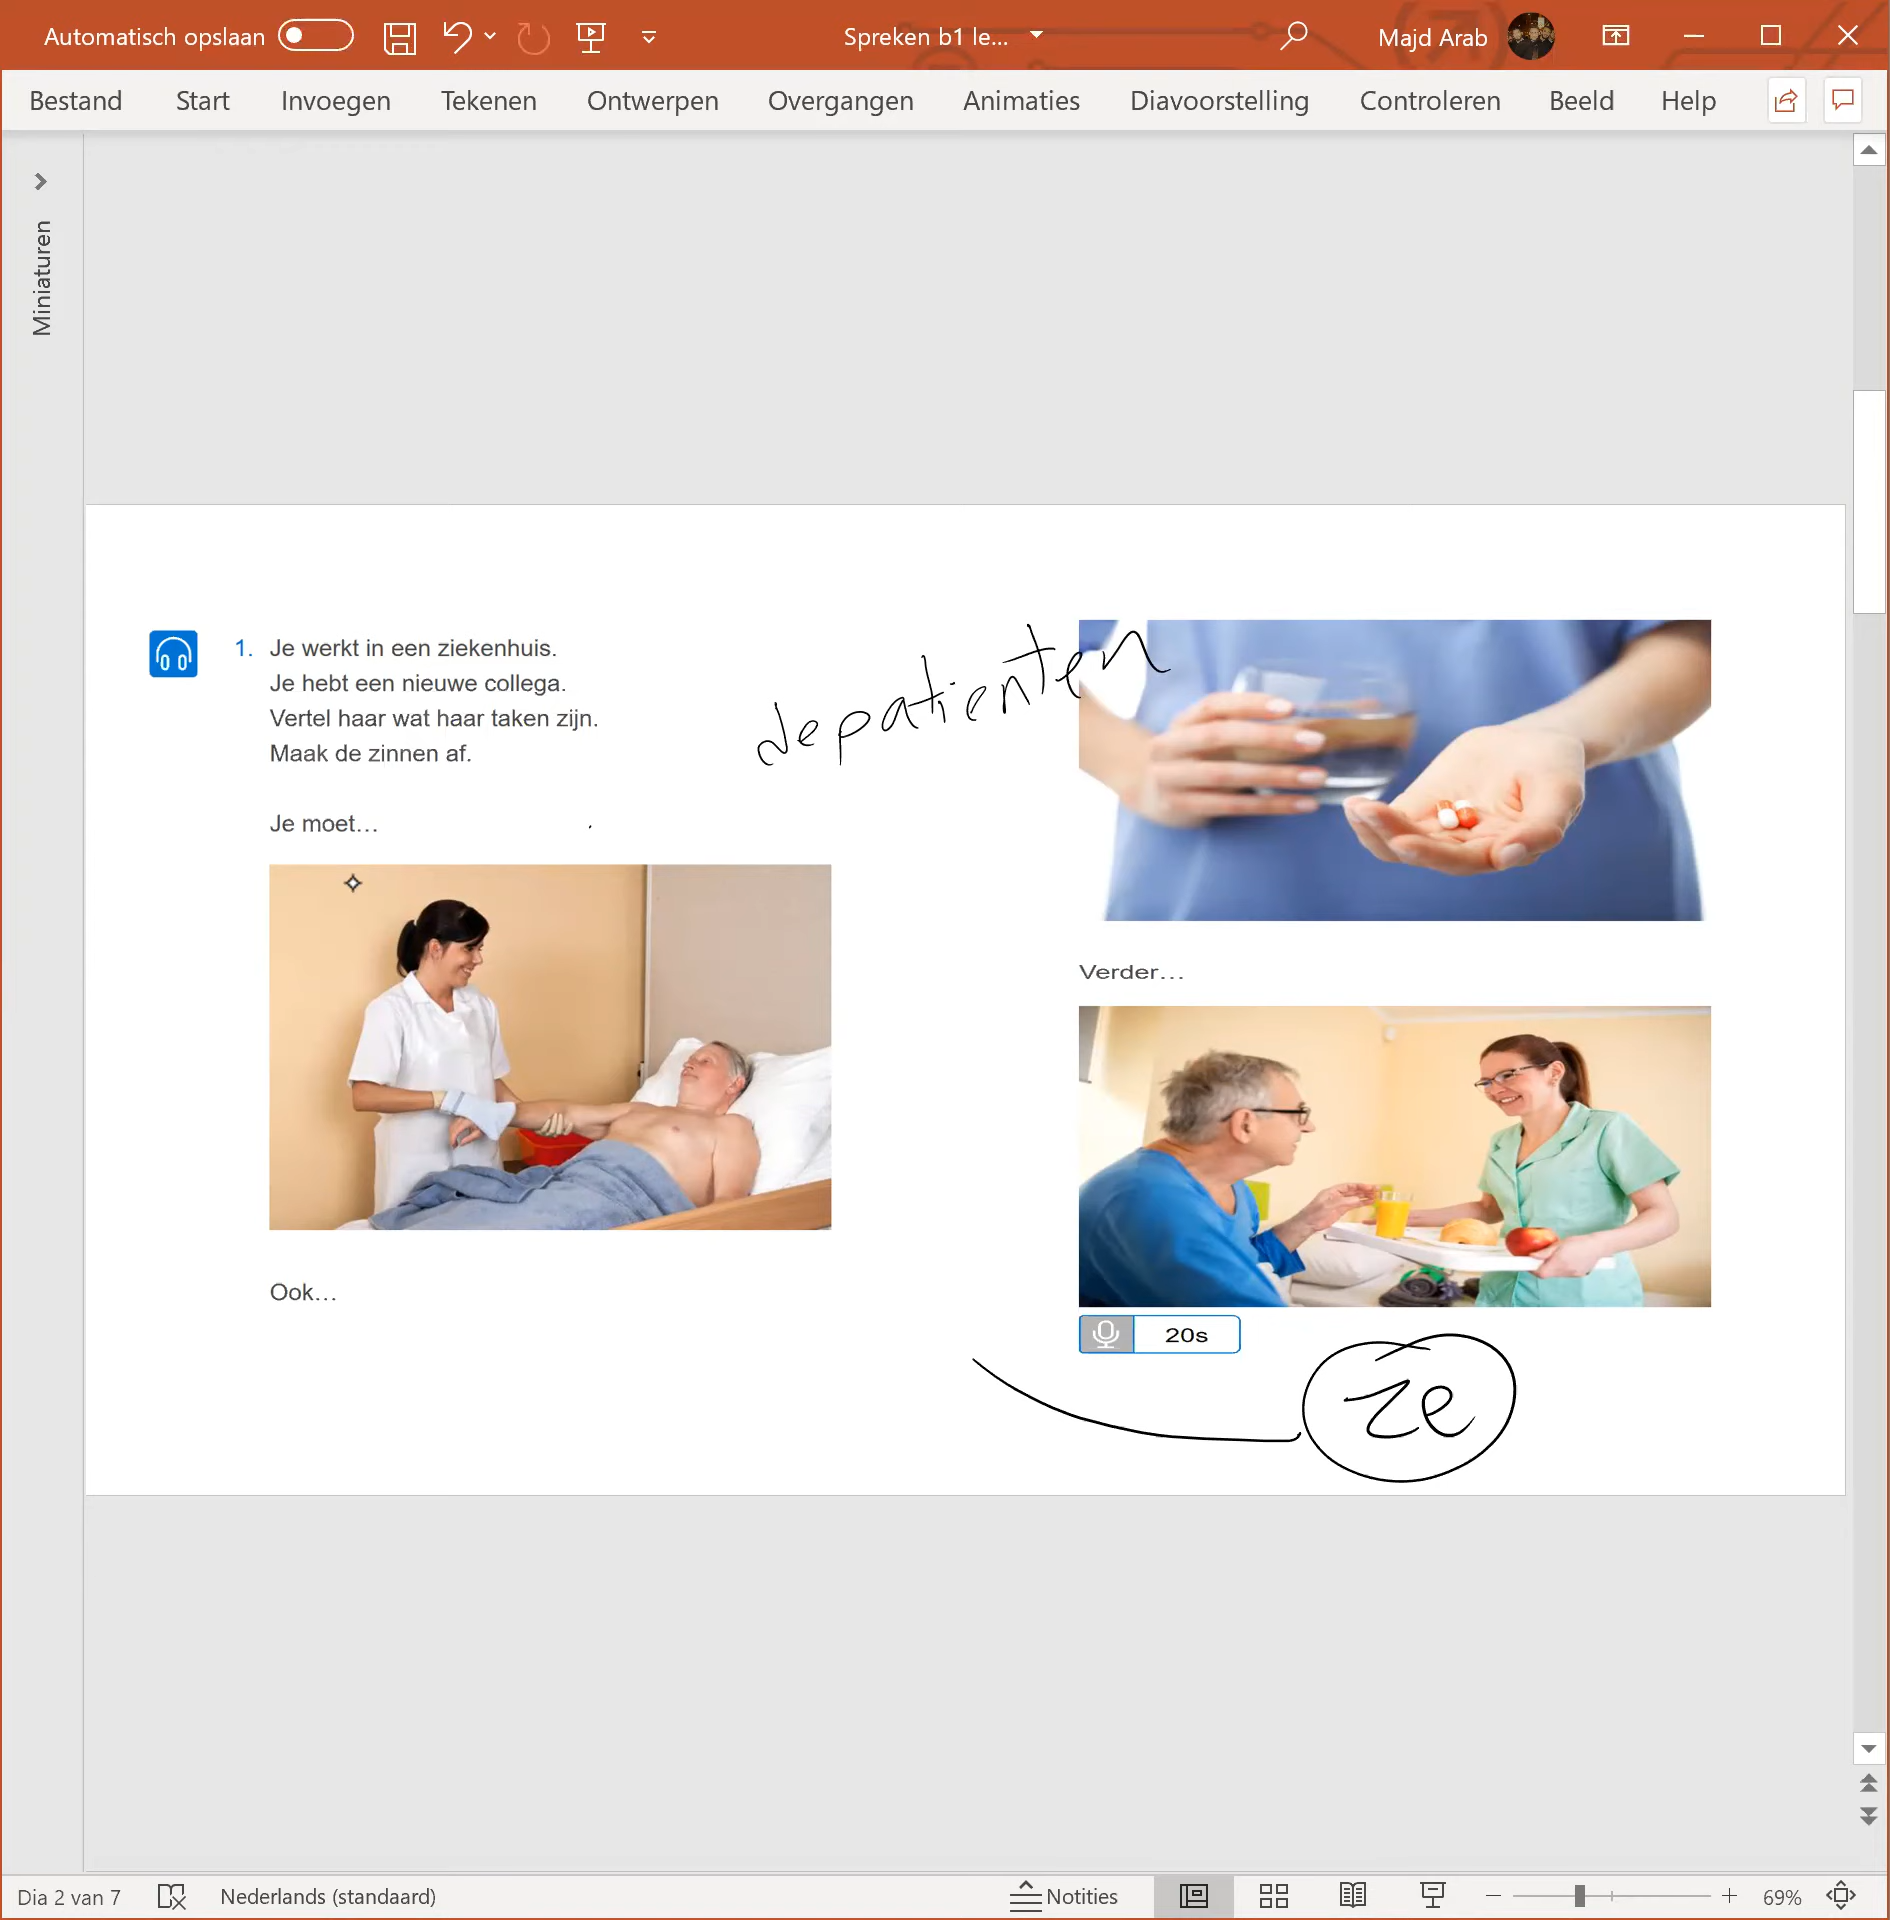 Automatisch opslaan
Spreken b1 le...
Majd Arab
Bestand Start Invoegen Tekenen Ontwerpen Overgangen Animaties Diavoorstelling Controleren Beeld Help
Miniaturen
1. Je werkt in een ziekenhuis.
Je hebt een nieuwe collega.
Vertel haar wat haar taken zijn.
Maak de zinnen af.
Je moet...
Ook...
de patienten
Verder...
20s
ze
Dia 2 van 7
Nederlands (standaard)
Notities
69%